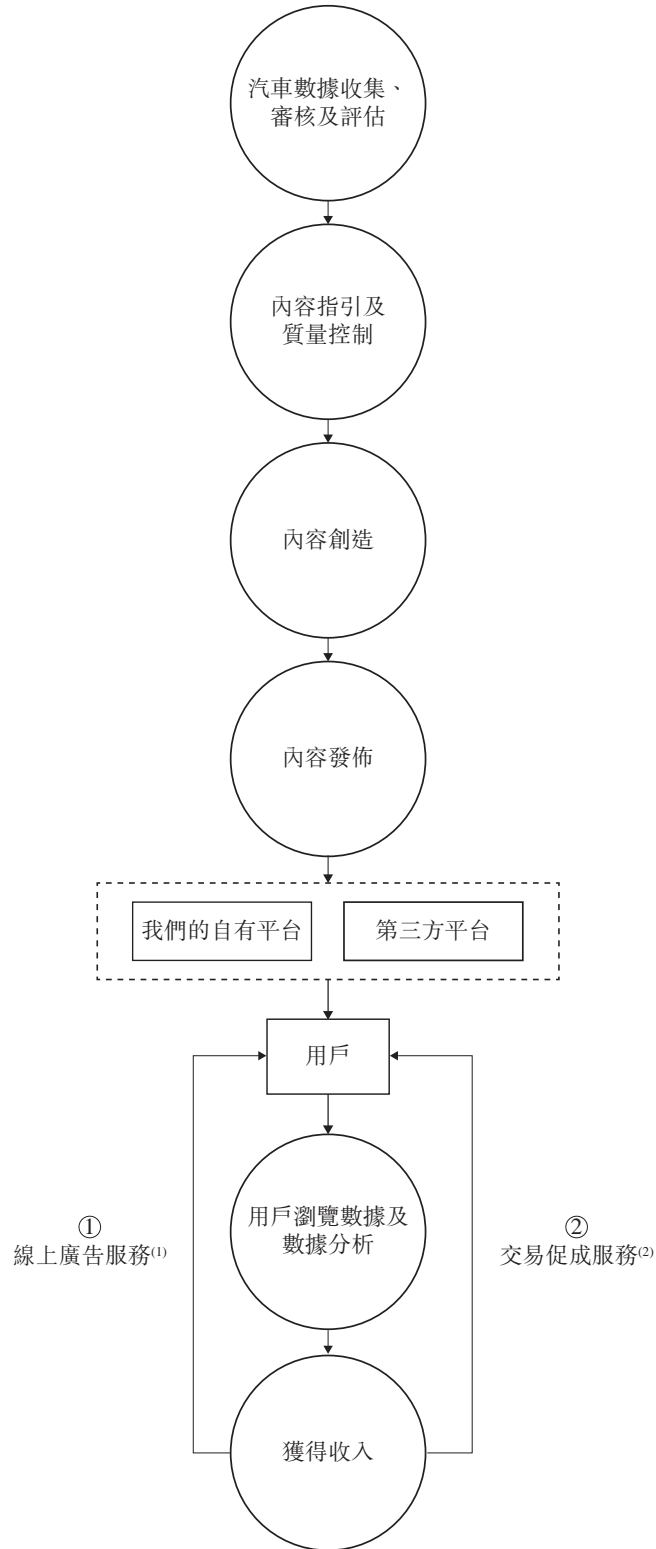 汽車數據收集、
審核及評估
內容指引及
質量控制
內容創造
內容發佈
我們的自有平台
第三方平台
用戶
用戶瀏覽數據及
數據分析
①
線上廣告服務(1)
②
交易促成服務(2)
獲得收入